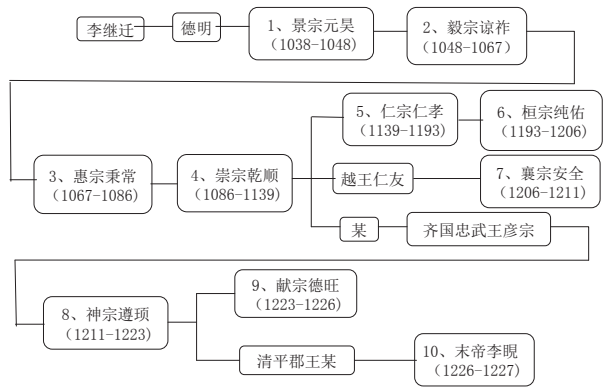 李继迁
德明
1、景宗元昊
（1038-1048）
2、毅宗谅祚
（1048-1067）
3、惠宗秉常
（1067-1086）
4、崇宗乾顺
（1086-1139）
5、仁宗仁孝
（1139-1193）
6、桓宗纯佑
（1193-1206）
越王仁友
7、襄宗安全
（1206-1211）
某
齐国忠武王彦宗
8、神宗遵顼
（1211-1223）
9、献宗德旺
（1223-1226）
清平郡王某
10、末帝李睍
（1226-1227）